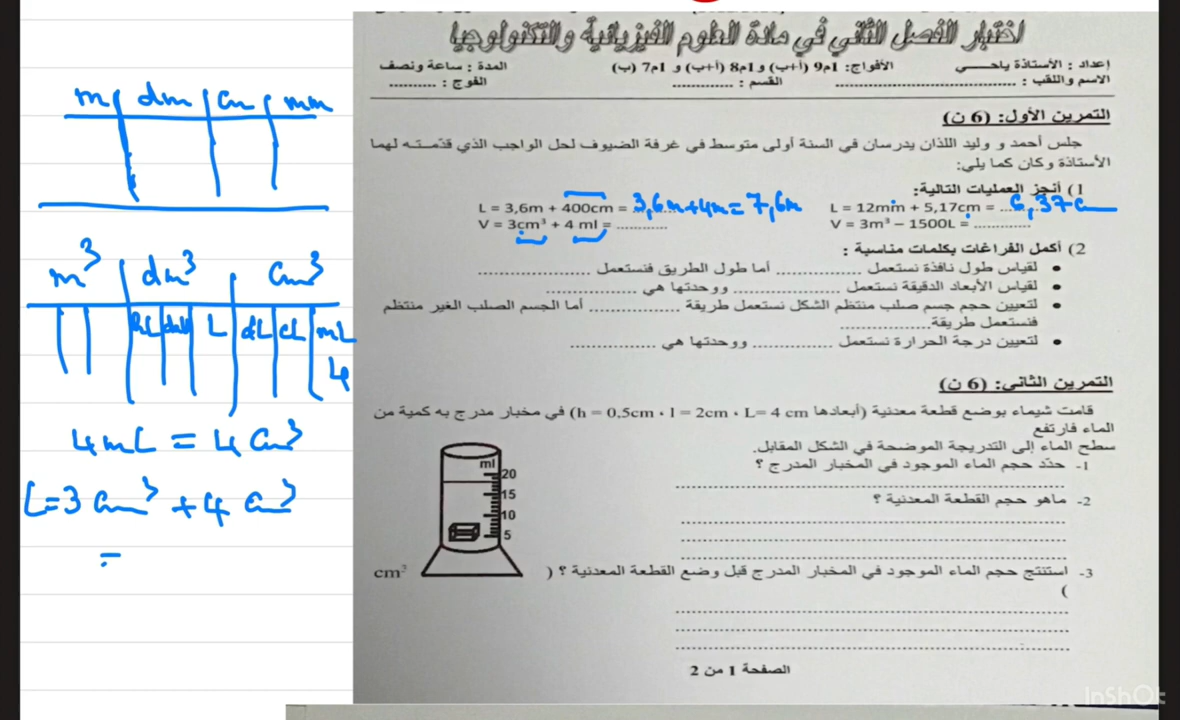 اختبار الفصل الثاني في مادة العلوم الفيزيائية والتكنولوجيا
إعداد : الأستاذة ياحي الأفواج: 1م9 (أ+ب) و 1م8 (أ+ب) و 1م7 (ب) المدة : ساعة ونصف
الاسم واللقب : ............ القسم : ............ الفوج : ..........
التمرين الأول: (6 ن)
جلس أحمد و وليد اللذان يدرسان في السنة أولى متوسط في غرفة الضيوف لحل الواجب الذي قدّمته لهما
الأستاذة وكان كما يلي:
1) أنجز العمليات التالية:
L = 3,6m + 400cm = 3,6m+4m= 7,6m
L = 12mm + 5,17cm = ... 6,37cm
V = 3cm³ + 4 ml = ............
V = 3m³ – 1500L = ............
2) أكمل الفراغات بكلمات مناسبة :
• لقياس طول نافذة نستعمل .............. أما طول الطريق فنستعمل ..................
• لقياس الأبعاد الدقيقة نستعمل .................. ووحدتها هي ..................
• لتعيين حجم جسم صلب منتظم الشكل نستعمل طريقة ............... أما الجسم الصلب الغير منتظم
فنستعمل طريقة...............
• لتعيين درجة الحرارة نستعمل .............. ووحدتها هي ..............
التمرين الثاني: (6 ن)
قامت شيماء بوضع قطعة معدنية (أبعادها L= 4 cm ، l = 2cm ، h = 0,5cm) في مخبار مدرج به كمية من
الماء فارتفع
سطح الماء إلى التدريجة الموضحة في الشكل المقابل.
1- حدّد حجم الماء الموجود في المخبار المدرج ؟
2- ماهو حجم القطعة المعدنية ؟
3- استنتج حجم الماء الموجود في المخبار المدرج قبل وضع القطعة المعدنية ؟ ( cm³
)
ml
20
15
10
5
الصفحة 1 من 2
m dm cm mm
m³ dm³ cm³
hL daL L dL cL mL
4
4mL = 4cm³
L=3cm³ + 4cm³
=
InShOt